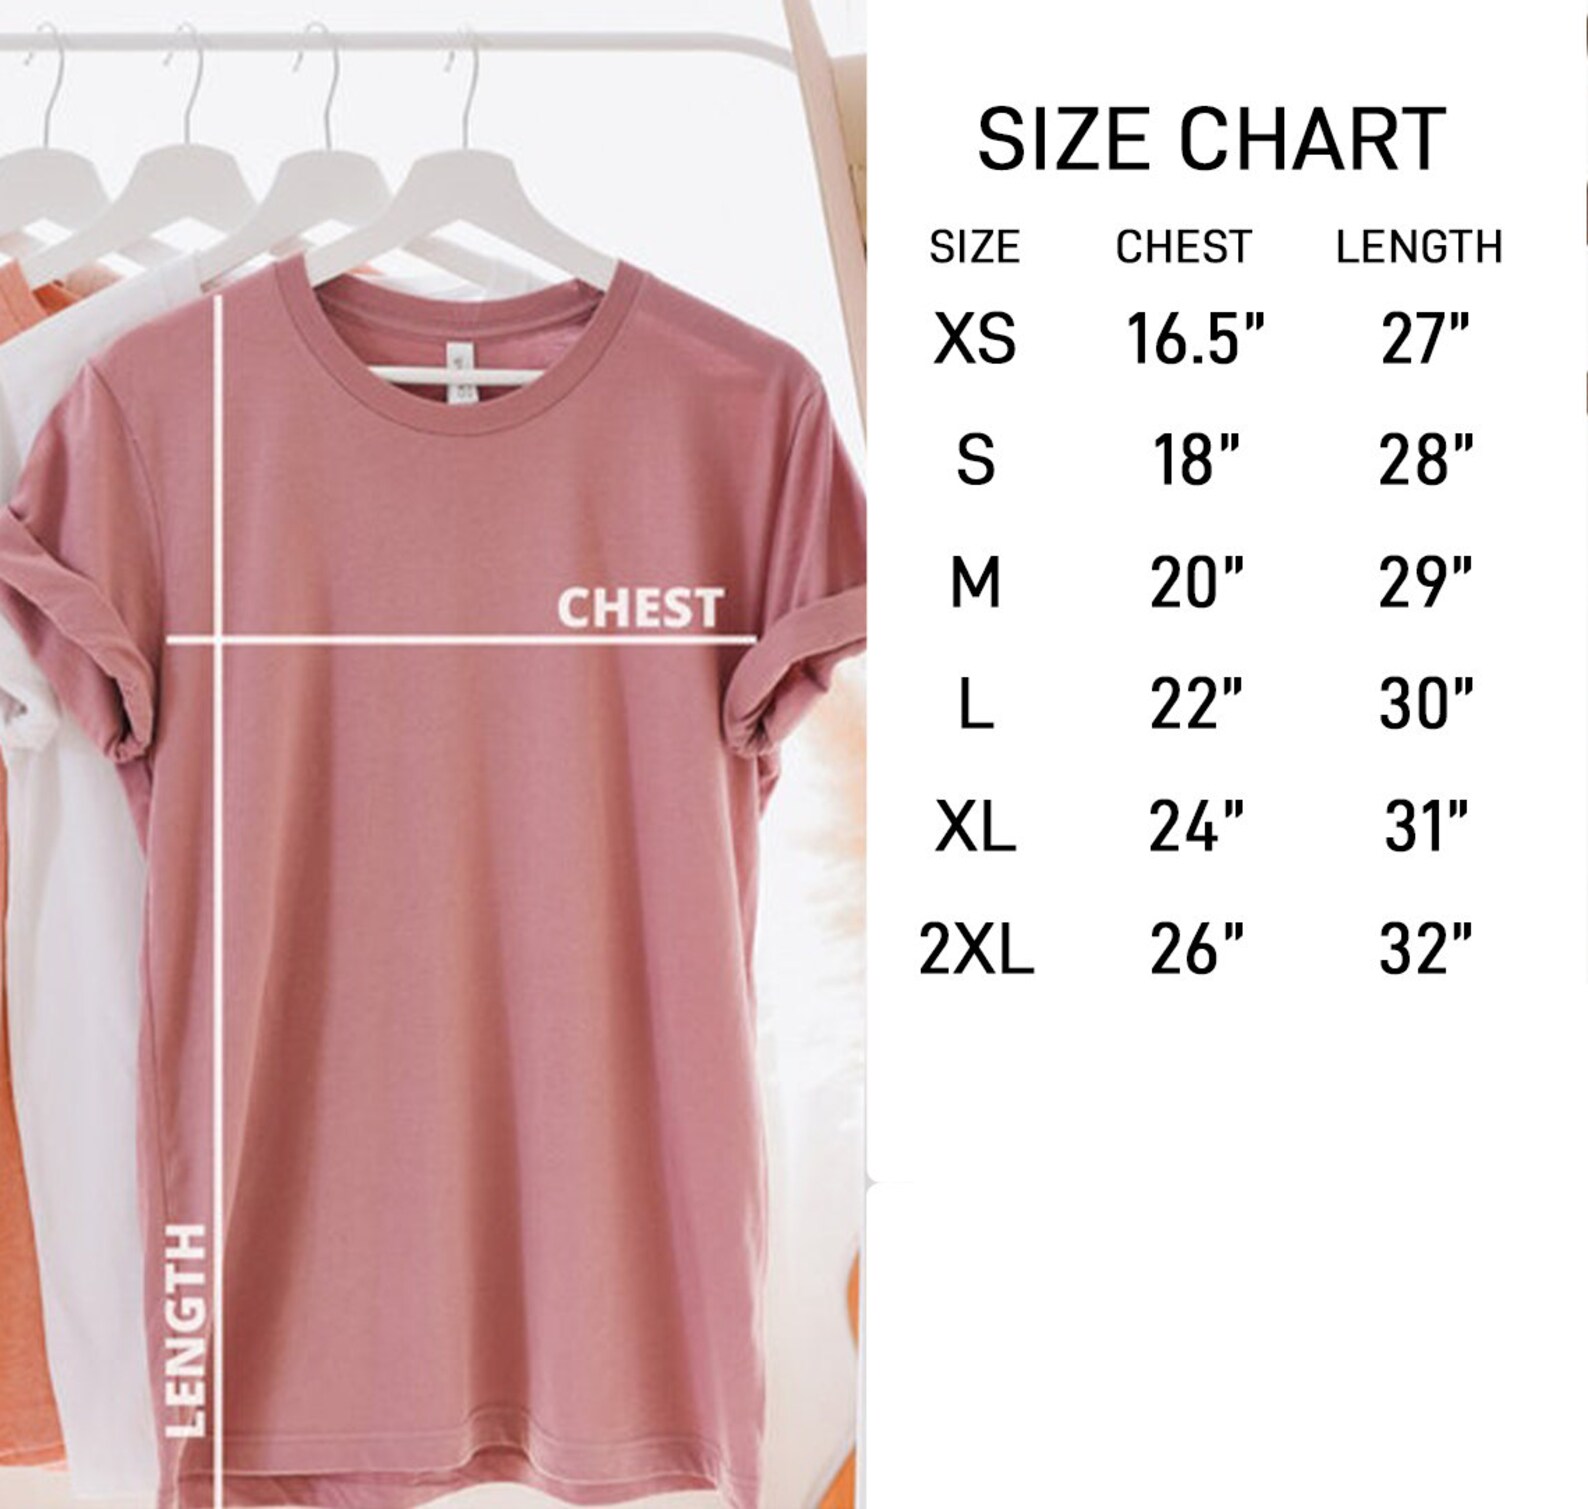 CHEST
LENGTH
SIZE CHART
SIZE CHEST LENGTH
XS 16.5” 27”
S 18” 28”
M 20” 29”
L 22” 30”
XL 24” 31”
2XL 26” 32”